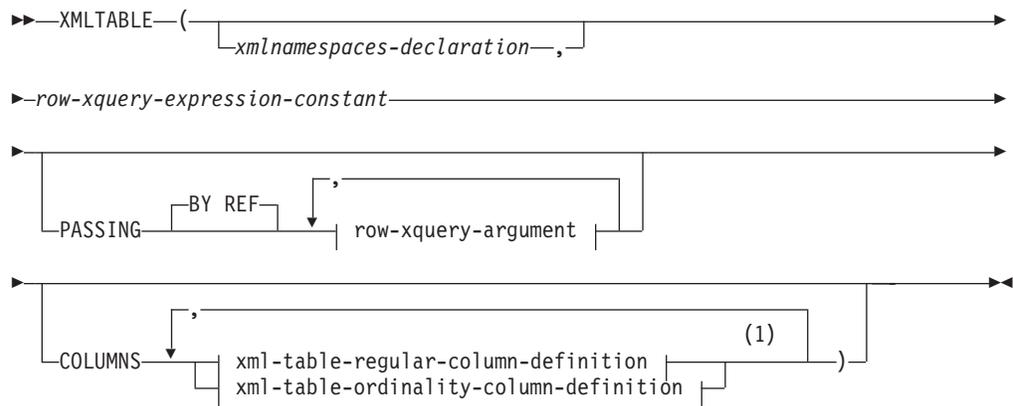 XMLTABLE (
xmlnamespaces-declaration ,
row-xquery-expression-constant
,
BY REF
PASSING row-xquery-argument
,
(1)
COLUMNS xml-table-regular-column-definition )
xml-table-ordinality-column-definition